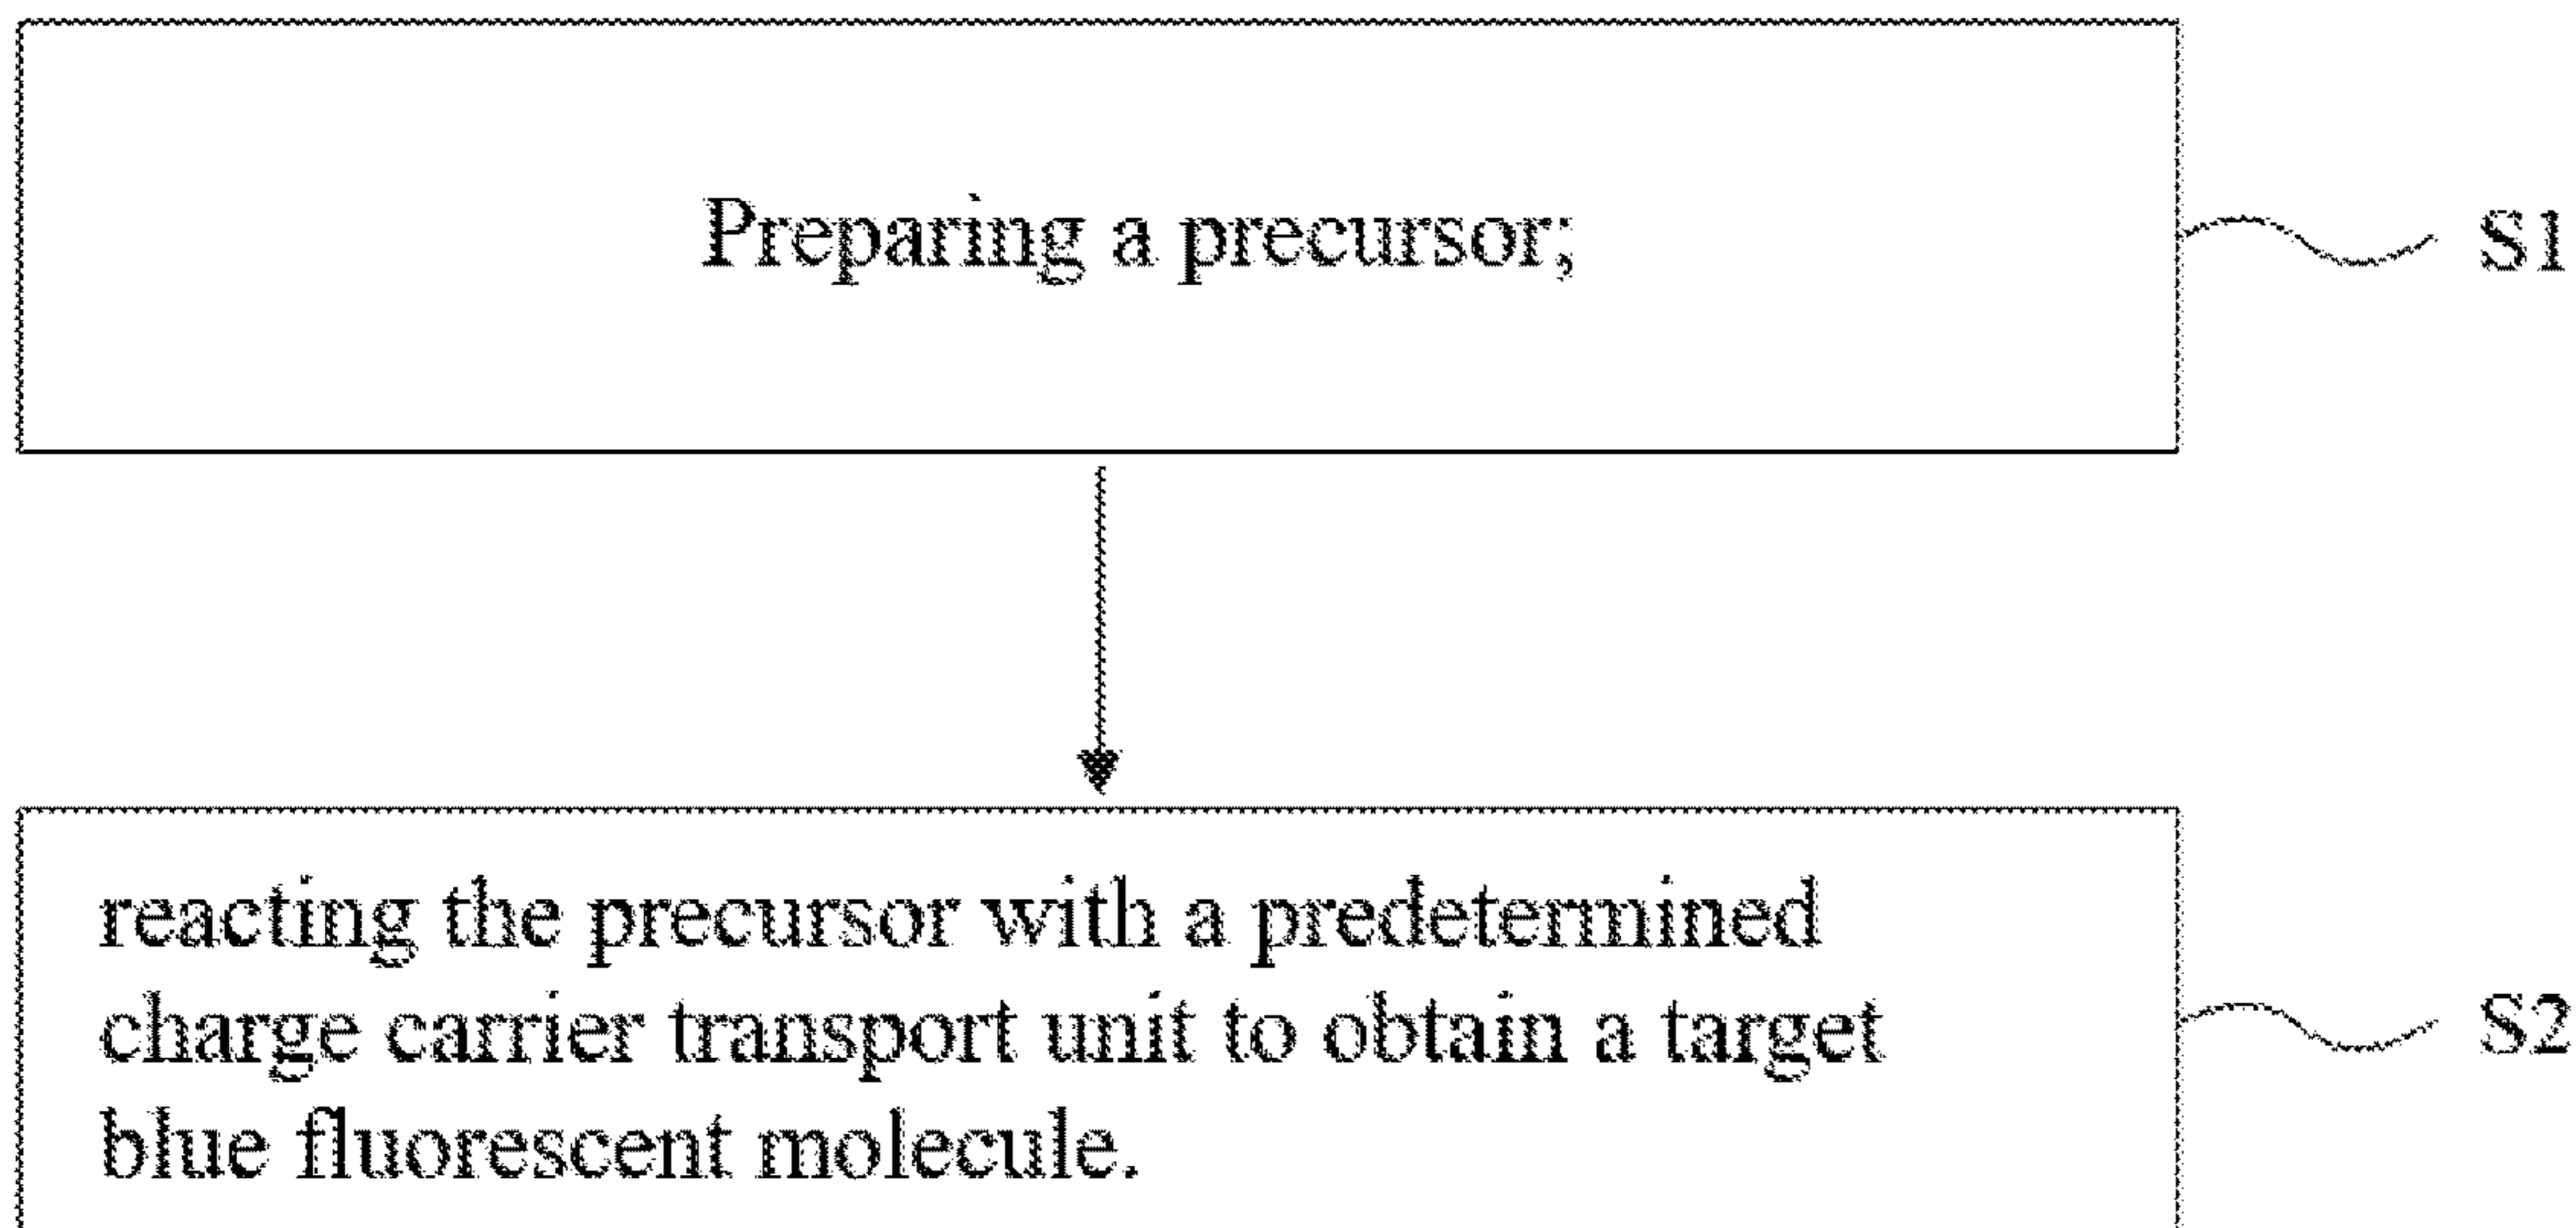 Preparing a precursor;
S1
reacting the precursor with a predetermined
charge carrier transport unit to obtain a target
blue fluorescent molecule.
S2